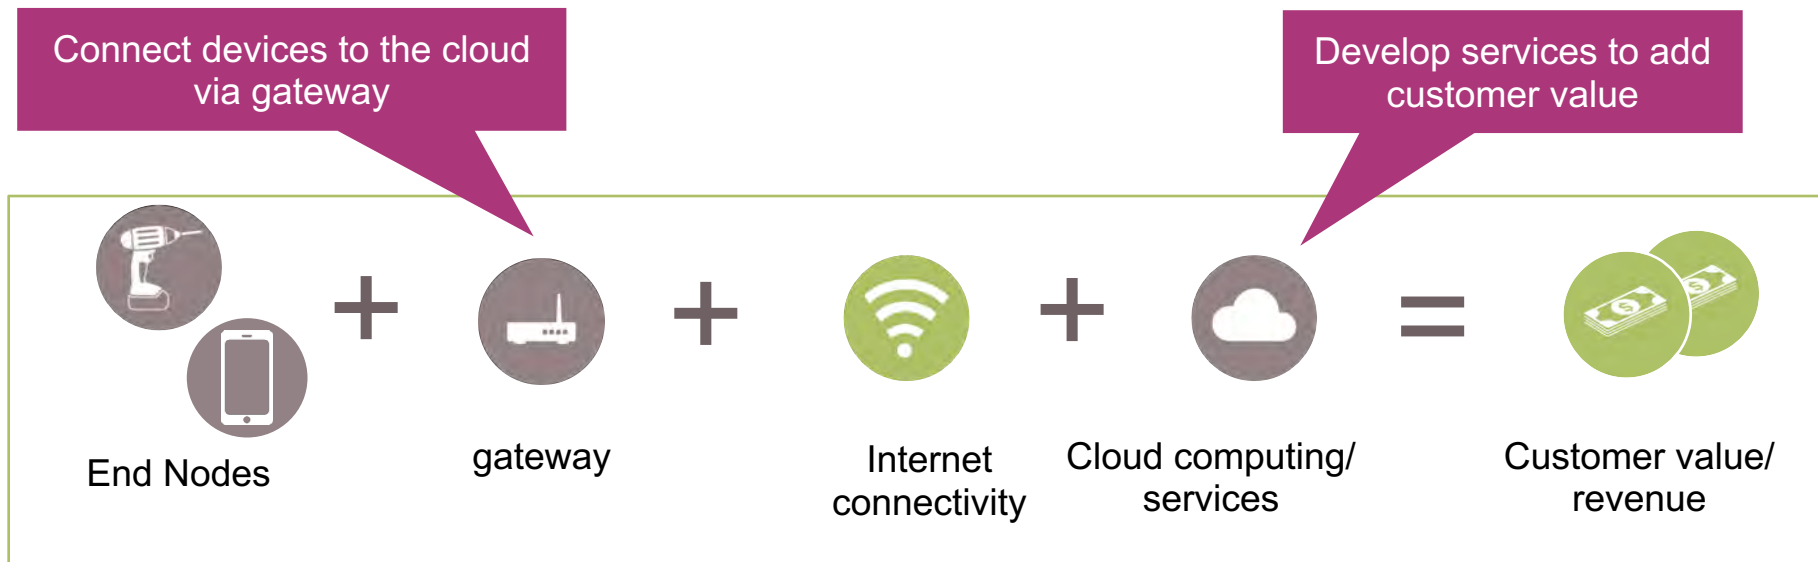 Connect devices to the cloud
via gateway
Develop services to add
customer value
End Nodes
gateway
Internet
connectivity
Cloud computing/
services
Customer value/
revenue